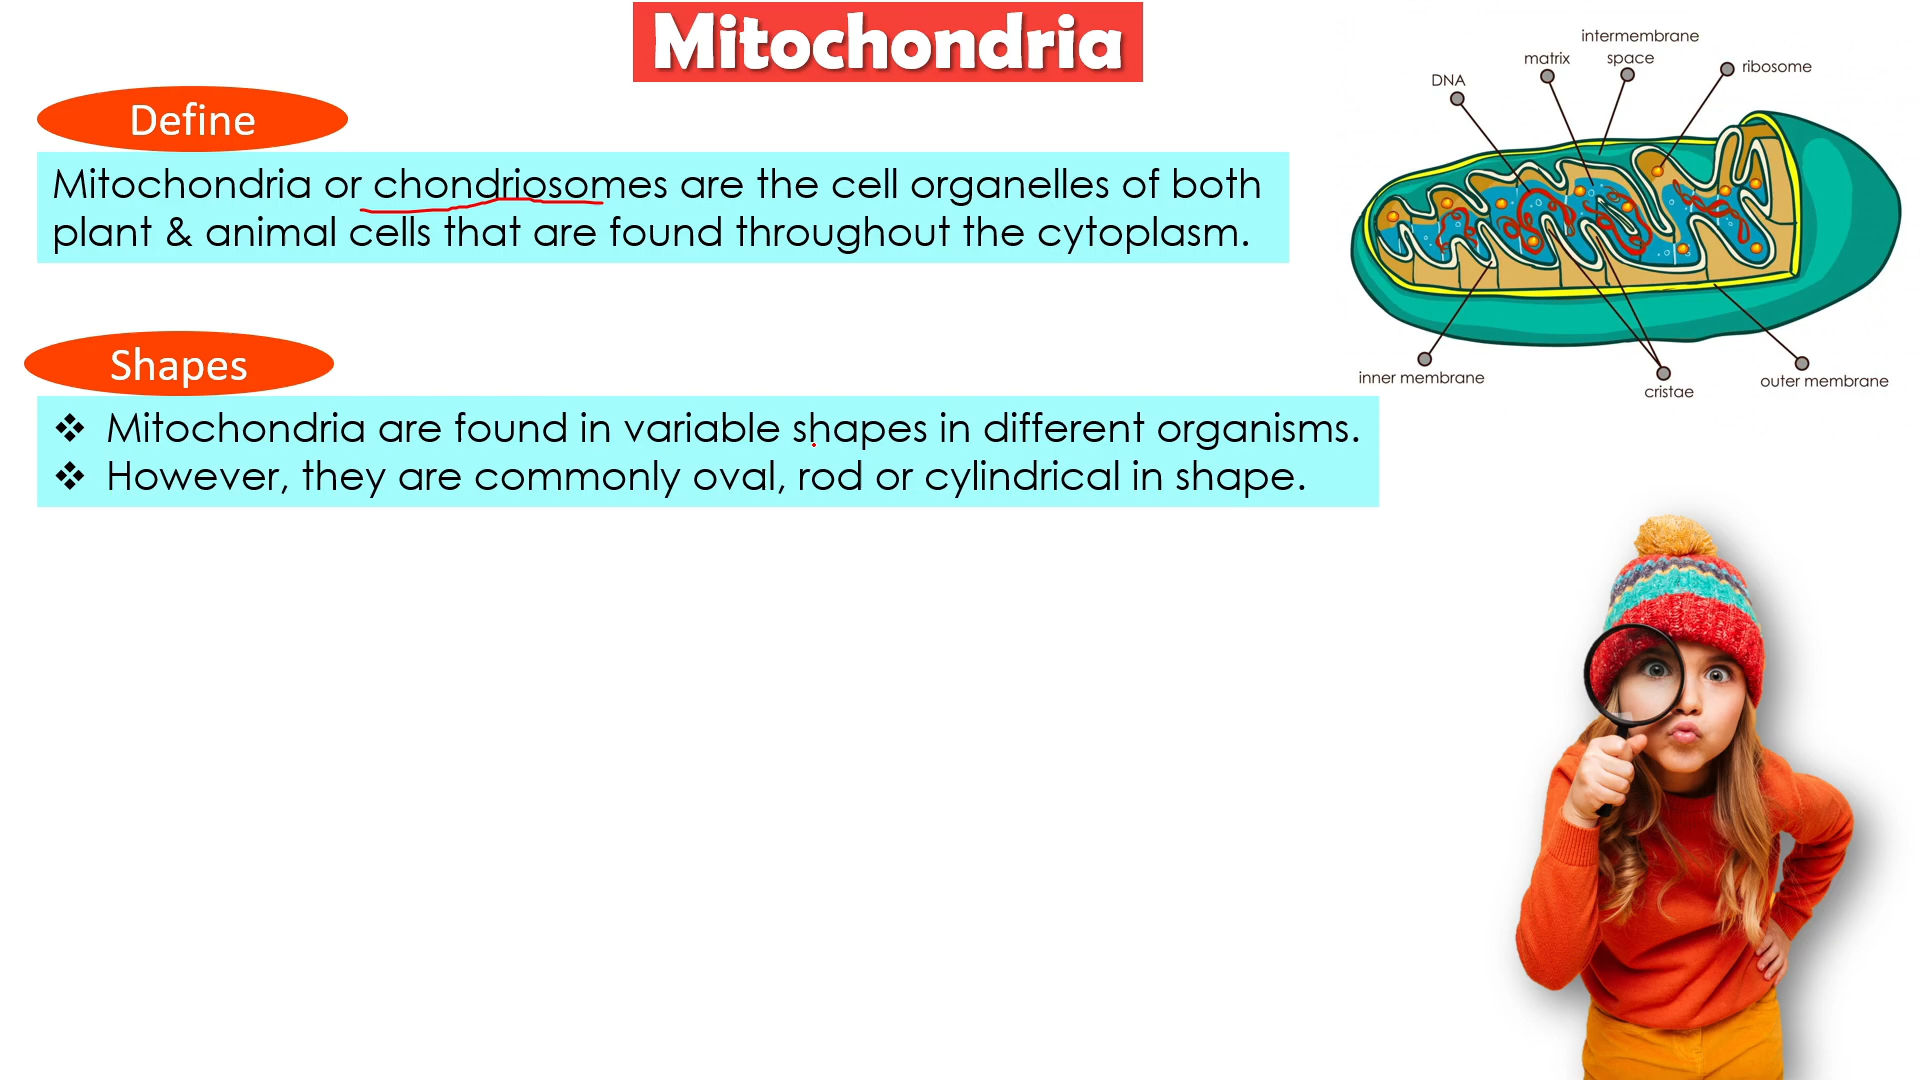 Mitochondria
Define
Mitochondria or chondriosomes are the cell organelles of both
plant & animal cells that are found throughout the cytoplasm.
Shapes
❖ Mitochondria are found in variable shapes in different organisms.
❖ However, they are commonly oval, rod or cylindrical in shape.
DNA
matrix
intermembrane
space
ribosome
inner membrane
cristae
outer membrane